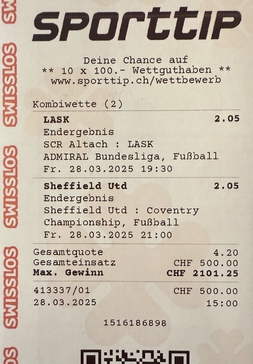 sporttip
Deine Chance auf
** 10 x 100.- Wettguthaben **
www.sporttip.ch/wettbewerb
Kombiwette (2)
LASK 2.05
Endergebnis
SCR Altach : LASK
ADMIRAL Bundesliga, Fußball
Fr. 28.03.2025 19:30
Sheffield Utd 2.05
Endergebnis
Sheffield Utd : Coventry
Championship, Fußball
Fr. 28.03.2025 21:00
Gesamtquote 4.20
Gesamteinsatz CHF 500.00
Max. Gewinn CHF 2101.25
413337/01 CHF 500.00
28.03.2025 15:00
1516186898
SWISSLOS
SWISSLOS
SWISSLOS